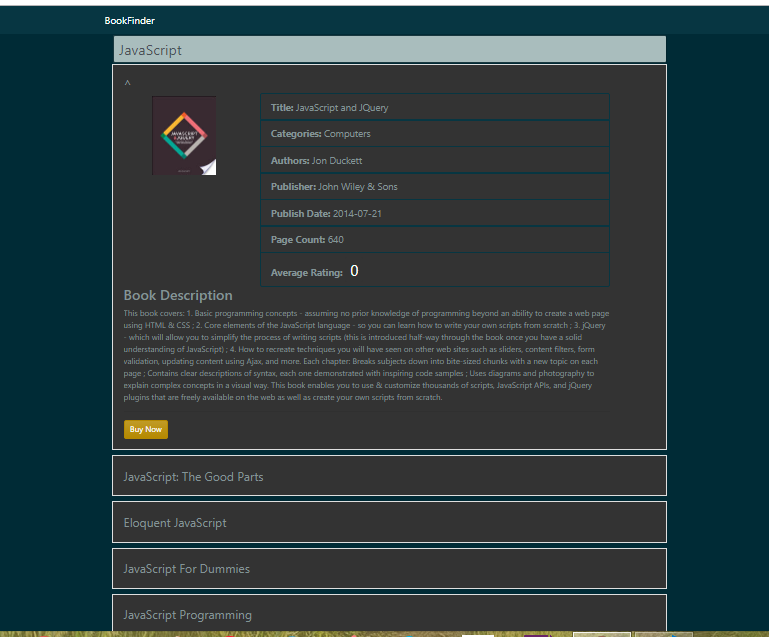 BookFinder
JavaScript
^
Title: JavaScript and JQuery
Categories: Computers
Authors: Jon Duckett
Publisher: John Wiley & Sons
Publish Date: 2014-07-21
Page Count: 640
Average Rating: 0
Book Description
This book covers: 1. Basic programming concepts - assuming no prior knowledge of programming beyond an ability to create a web page
using HTML & CSS ; 2. Core elements of the JavaScript language - so you can learn how to write your own scripts from scratch ; 3. jQuery
- which will allow you to simplify the process of writing scripts (this is introduced half-way through the book once you have a solid
understanding of JavaScript) ; 4. How to recreate techniques you will have seen on other web sites such as sliders, content filters, form
validation, updating content using Ajax, and more. Each chapter: Breaks subjects down into bite-sized chunks with a new topic on each
page ; Contains clear descriptions of syntax, each one demonstrated with inspiring code samples ; Uses diagrams and photography to
explain complex concepts in a visual way. This book enables you to use & customize thousands of scripts, JavaScript APIs, and jQuery
plugins that are freely available on the web as well as create your own scripts from scratch.
Buy Now
JavaScript: The Good Parts
Eloquent JavaScript
JavaScript For Dummies
JavaScript Programming